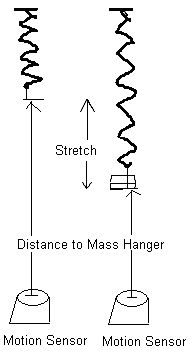 Stretch
Distance to Mass Hanger
Motion Sensor Motion Sensor